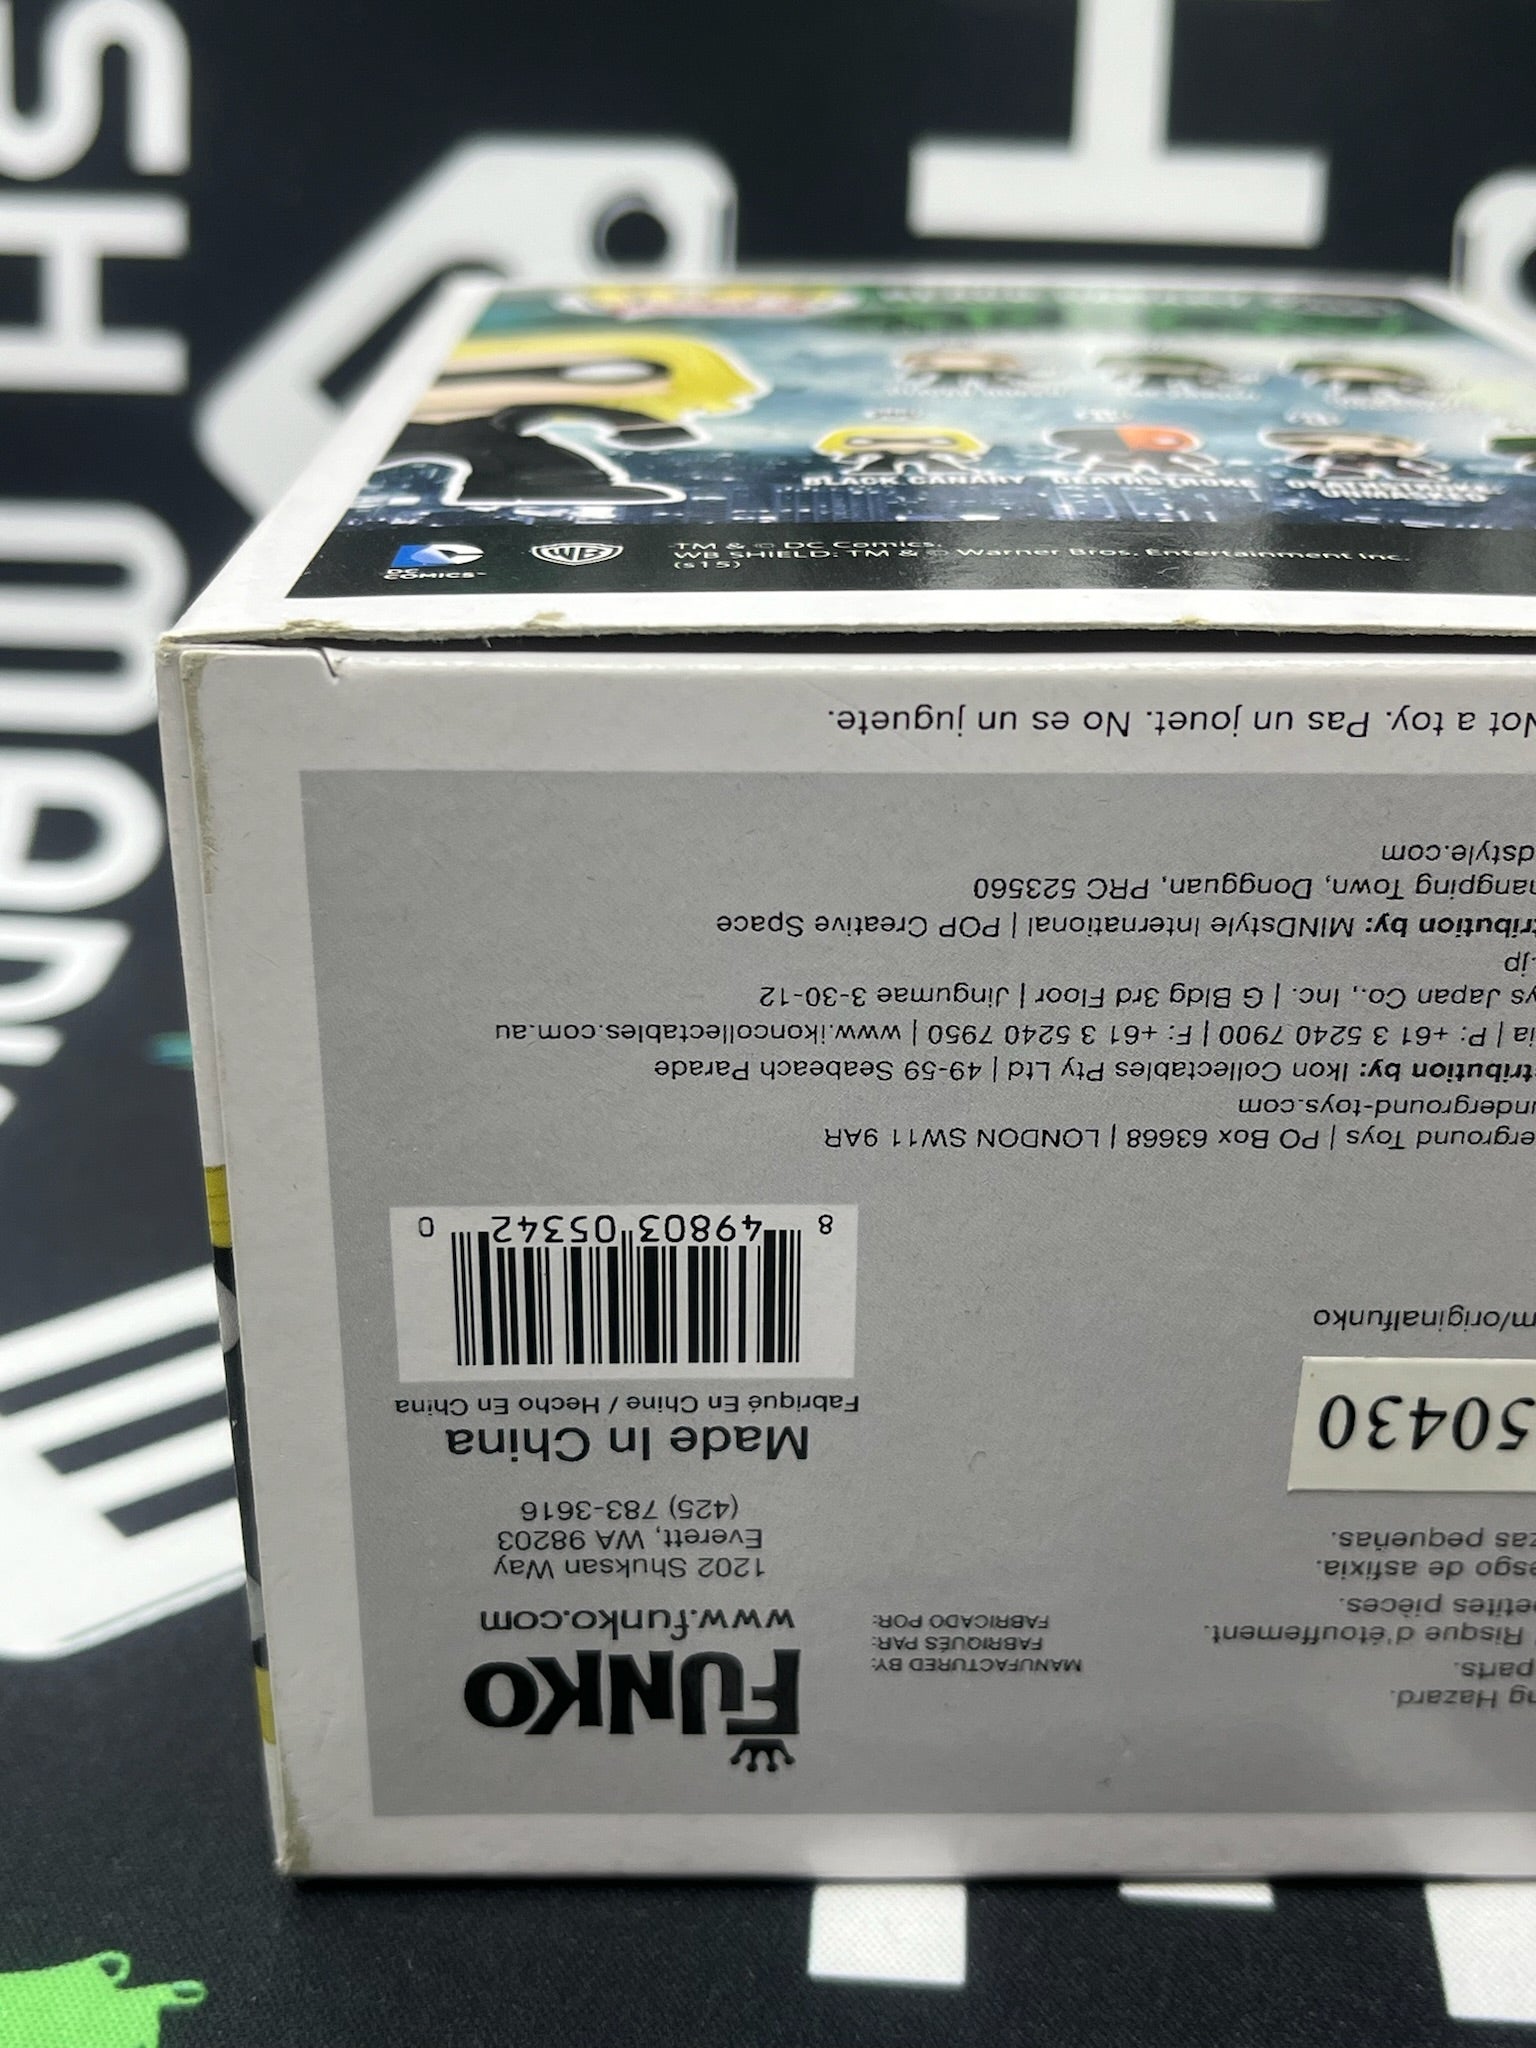 BLACK CANARY
DEATHSTROKE
DEATHSTROKE
UNMASKED
DC
COMICS™
WB
TM & © DC Comics.
WB SHIELD: TM & © Warner Bros. Entertainment Inc.
(s15)
ng Hazard.
parts.
Risque d'étouffement.
etites pièces.
esgo de asfixia.
zas pequeñas.
50430
m/originalfunko
MANUFACTURED BY:
FABRIQUÉS PAR:
FABRICADO POR:
FUNKO
www.funko.com
1202 Shuksan Way
Everett, WA 98203
(425) 783-3616
Made In China
Fabriqué En Chine / Hecho En China
8 49803 05342 0
erground Toys | PO Box 63668 | LONDON SW11 9AR
nderground-toys.com
tribution by: Ikon Collectables Pty Ltd | 49-59 Seabeach Parade
ia | P: +61 3 5240 7900 | F: +61 3 5240 7950 | www.ikoncollectables.com.au
ys Japan Co., Inc. | G Bldg 3rd Floor | Jingumae 3-30-12
.jp
tribution by: MINDstyle International | POP Creative Space
hangping Town, Dongguan, PRC 523560
dstyle.com
Not a toy. Pas un jouet. No es un juguete.